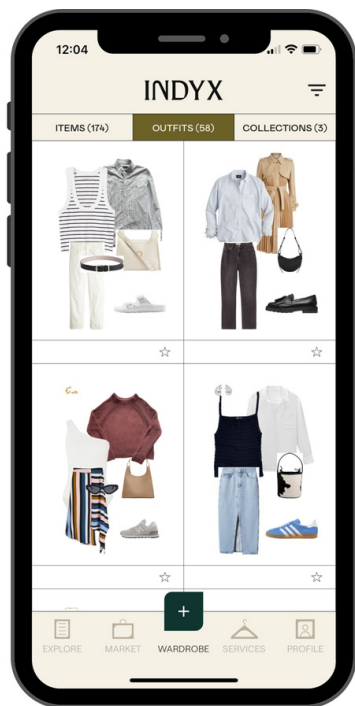 12:04
INDYX
ITEMS (174) OUTFITS (58) COLLECTIONS (3)
+
EXPLORE MARKET WARDROBE SERVICES PROFILE